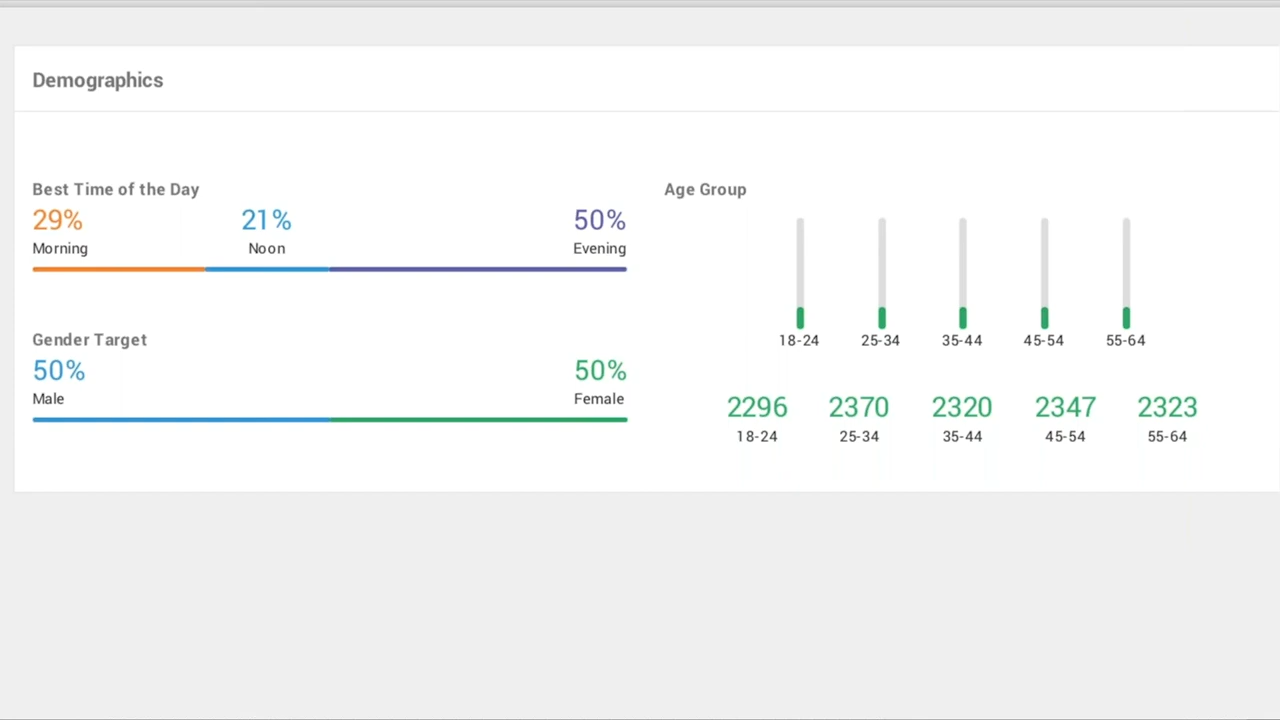 Demographics
Best Time of the Day
29% 21% 50%
Morning Noon Evening
Gender Target
50% 50%
Male Female
Age Group
18-24 25-34 35-44 45-54 55-64
2296 2370 2320 2347 2323
18-24 25-34 35-44 45-54 55-64